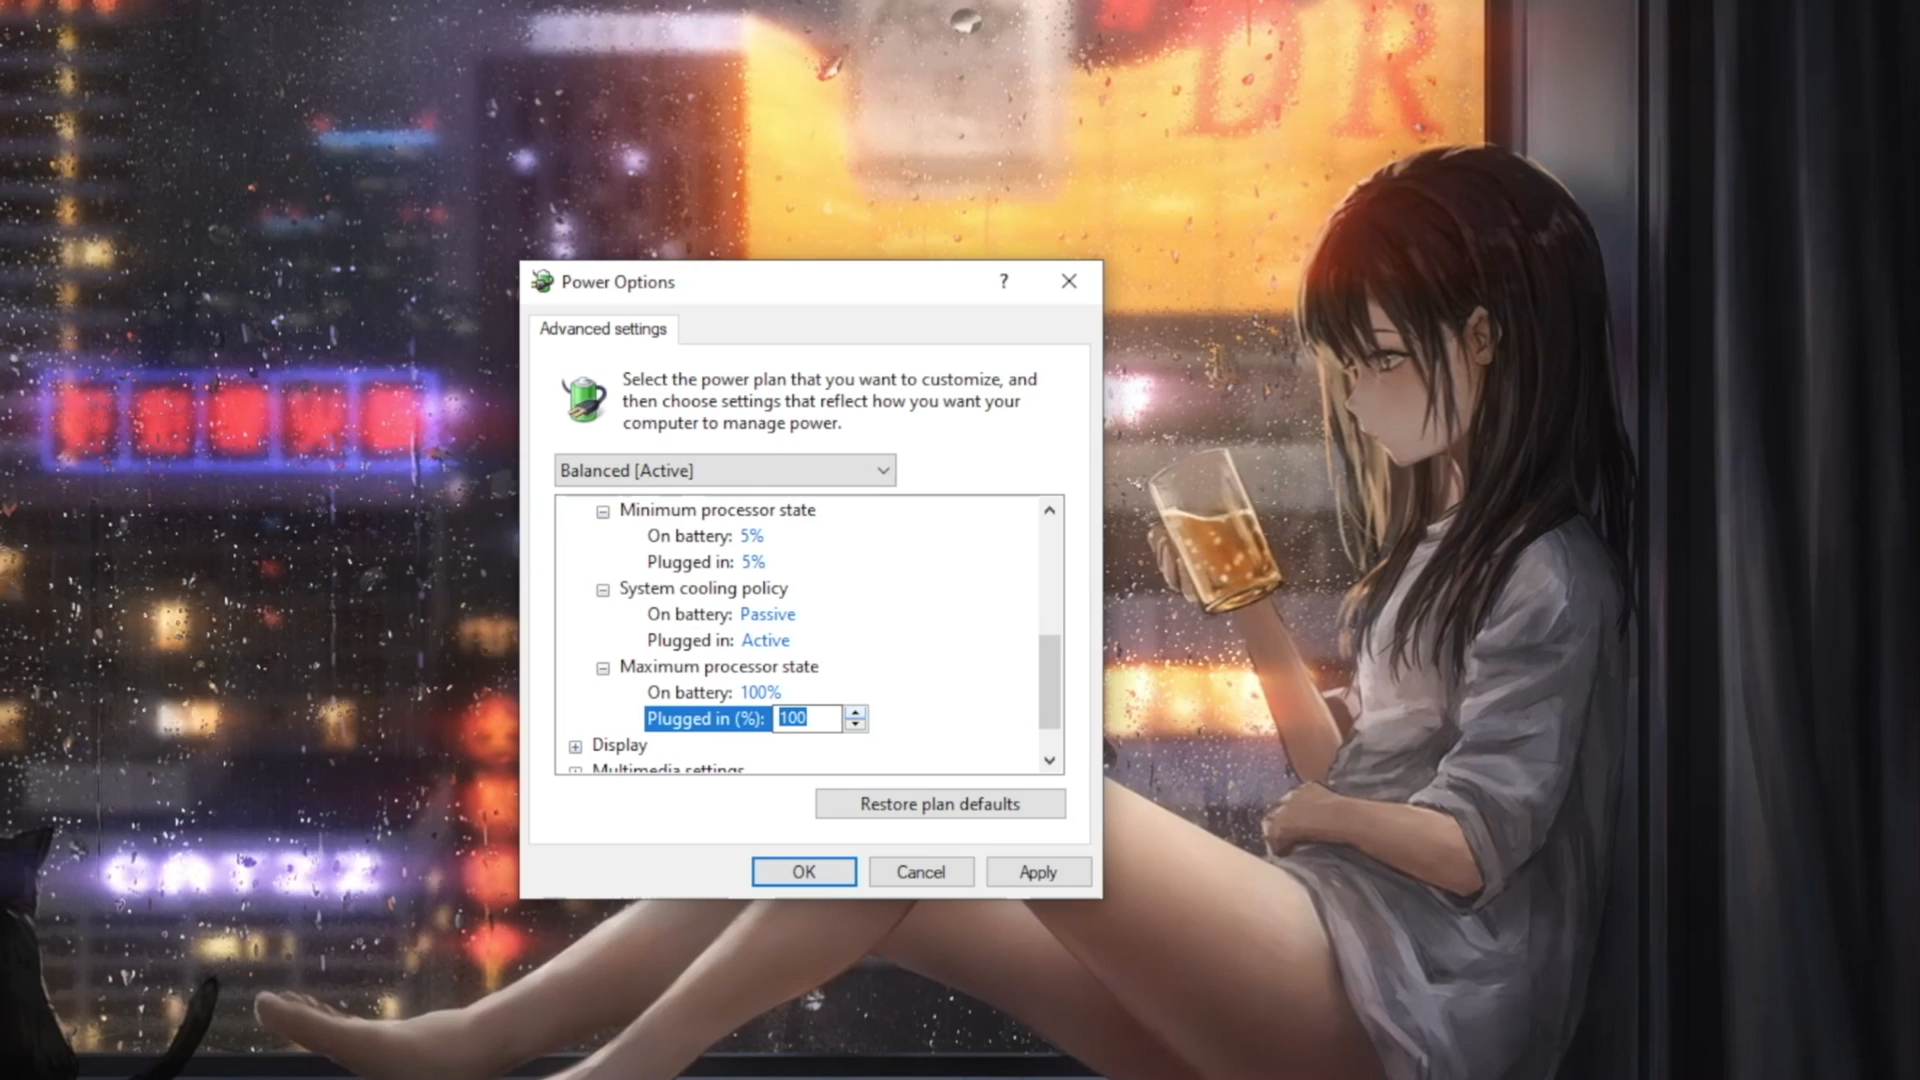 DR
Power Options
?
Advanced settings
Select the power plan that you want to customize, and
then choose settings that reflect how you want your
computer to manage power.
Balanced [Active]
Minimum processor state
On battery: 5%
Plugged in: 5%
System cooling policy
On battery: Passive
Plugged in: Active
Maximum processor state
On battery: 100%
Plugged in (%): 100
Display
Multimedia settings
Restore plan defaults
OK
Cancel
Apply